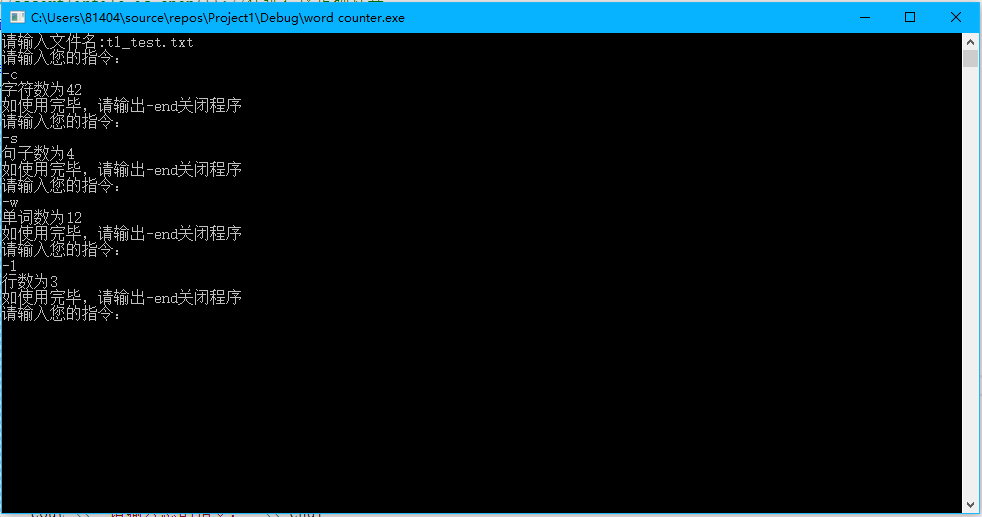 C:\Users\81404\source\repos\Project1\Debug\word counter.exe
请输入文件名:t1_test.txt
请输入您的指令:
-c
字符数为42
如使用完毕，请输出-end关闭程序
请输入您的指令:
-s
句子数为4
如使用完毕，请输出-end关闭程序
请输入您的指令:
-w
单词数为12
如使用完毕，请输出-end关闭程序
请输入您的指令:
-l
行数为3
如使用完毕，请输出-end关闭程序
请输入您的指令: